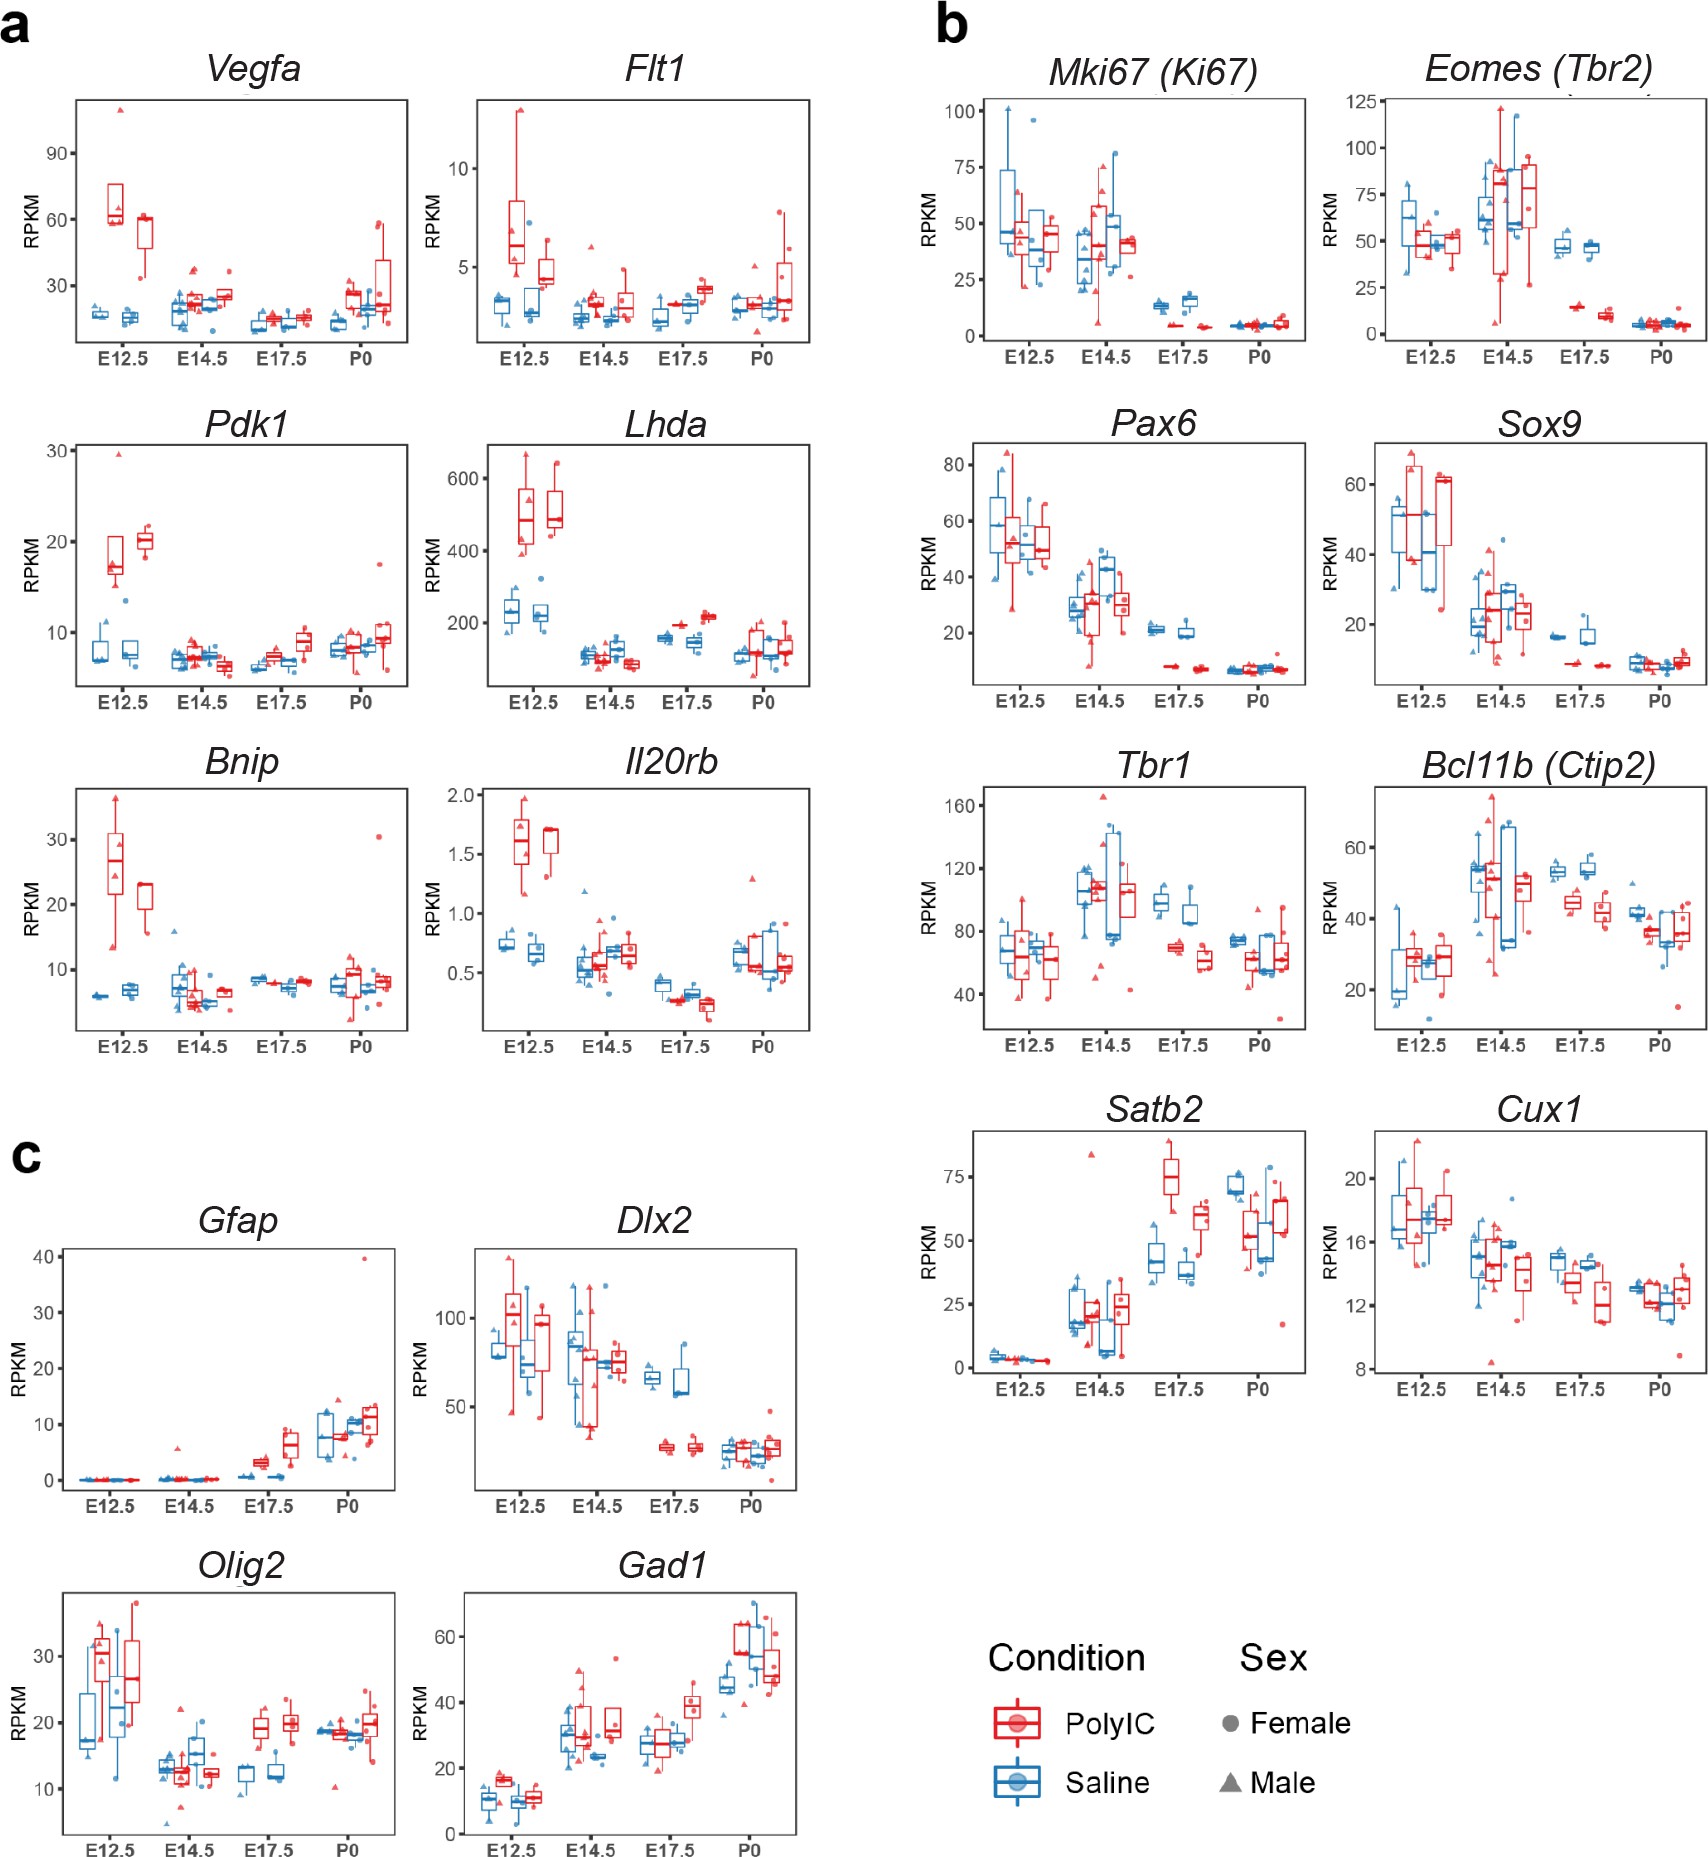 a
b
Vegfa
Flt1
Mki67 (Ki67)
Eomes (Tbr2)
RPKM
90
60
30
E12.5 E14.5 E17.5 P0
RPKM
10
5
E12.5 E14.5 E17.5 P0
RPKM
100
75
50
25
0
E12.5 E14.5 E17.5 P0
125
100
75
50
25
0
E12.5 E14.5 E17.5 P0
Pdk1
Lhda
Pax6
Sox9
RPKM
30
20
10
E12.5 E14.5 E17.5 P0
RPKM
600
400
200
E12.5 E14.5 E17.5 P0
RPKM
80
60
40
20
E12.5 E14.5 E17.5 P0
RPKM
60
40
20
E12.5 E14.5 E17.5 P0
Bnip
Il20rb
Tbr1
Bcl11b (Ctip2)
RPKM
30
20
10
E12.5 E14.5 E17.5 P0
RPKM
2.0
1.5
1.0
0.5
E12.5 E14.5 E17.5 P0
RPKM
160
120
80
40
E12.5 E14.5 E17.5 P0
RPKM
60
40
20
E12.5 E14.5 E17.5 P0
Satb2
Cux1
RPKM
75
50
25
0
E12.5 E14.5 E17.5 P0
RPKM
20
16
12
8
E12.5 E14.5 E17.5 P0
c
Gfap
Dlx2
RPKM
40
30
20
10
0
E12.5 E14.5 E17.5 P0
RPKM
100
50
E12.5 E14.5 E17.5 P0
Olig2
Gad1
RPKM
30
20
10
E12.5 E14.5 E17.5 P0
RPKM
60
40
20
0
E12.5 E14.5 E17.5 P0
Condition
Sex
PolyIC
Female
Saline
Male